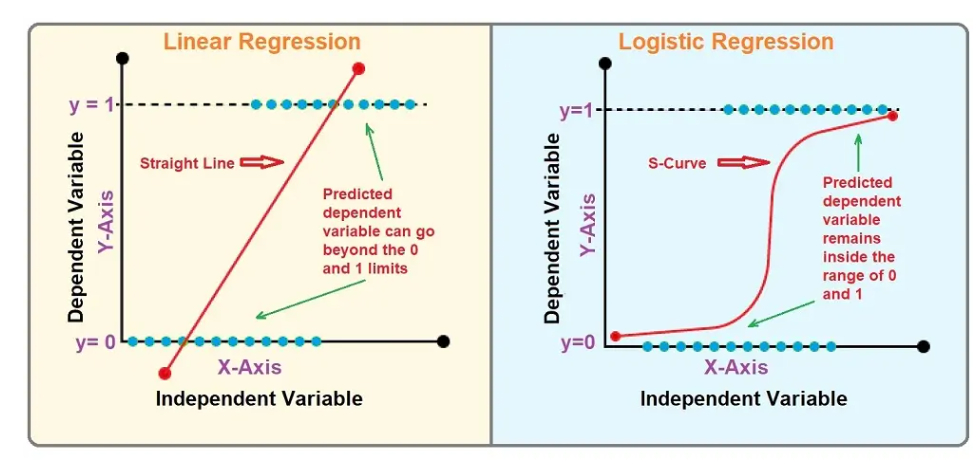 Linear Regression
y = 1
Straight Line
Predicted
dependent
variable can go
beyond the 0
and 1 limits
Dependent Variable
Y-Axis
y= 0
X-Axis
Independent Variable
Logistic Regression
y=1
S-Curve
Predicted
dependent
variable
remains
inside the
range of 0
and 1
Dependent Variable
Y-Axis
y=0
X-Axis
Independent Variable